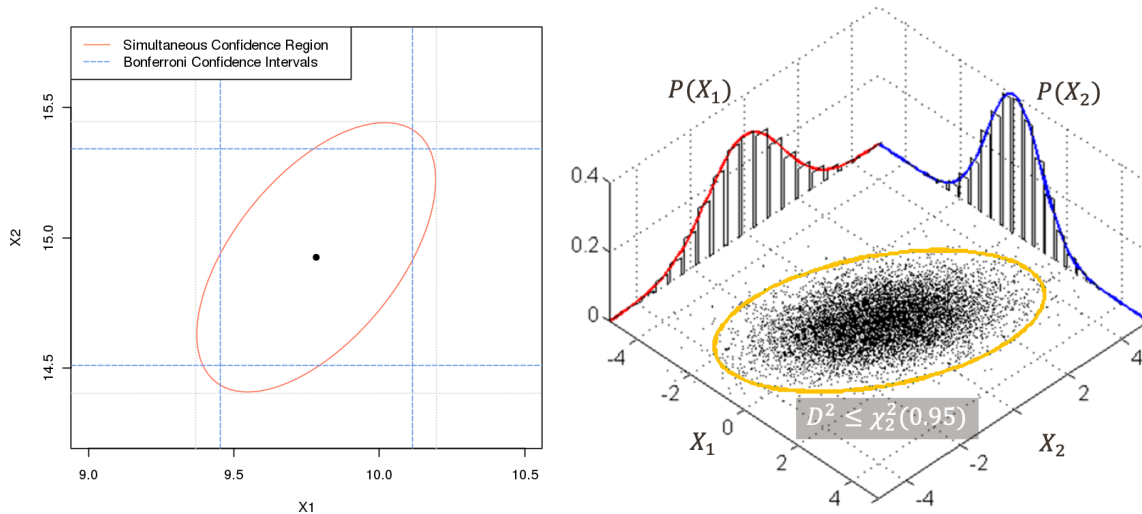 Simultaneous Confidence Region
Bonferroni Confidence Intervals
15.5
15.0
14.5
X2
9.0 9.5 10.0 10.5
X1
P(X₁)
P(X₂)
0.4
0.2
0
-4
-2
0
2
4
X₁
-4
-2
2
4
X₂
D² ≤ χ₂²(0.95)